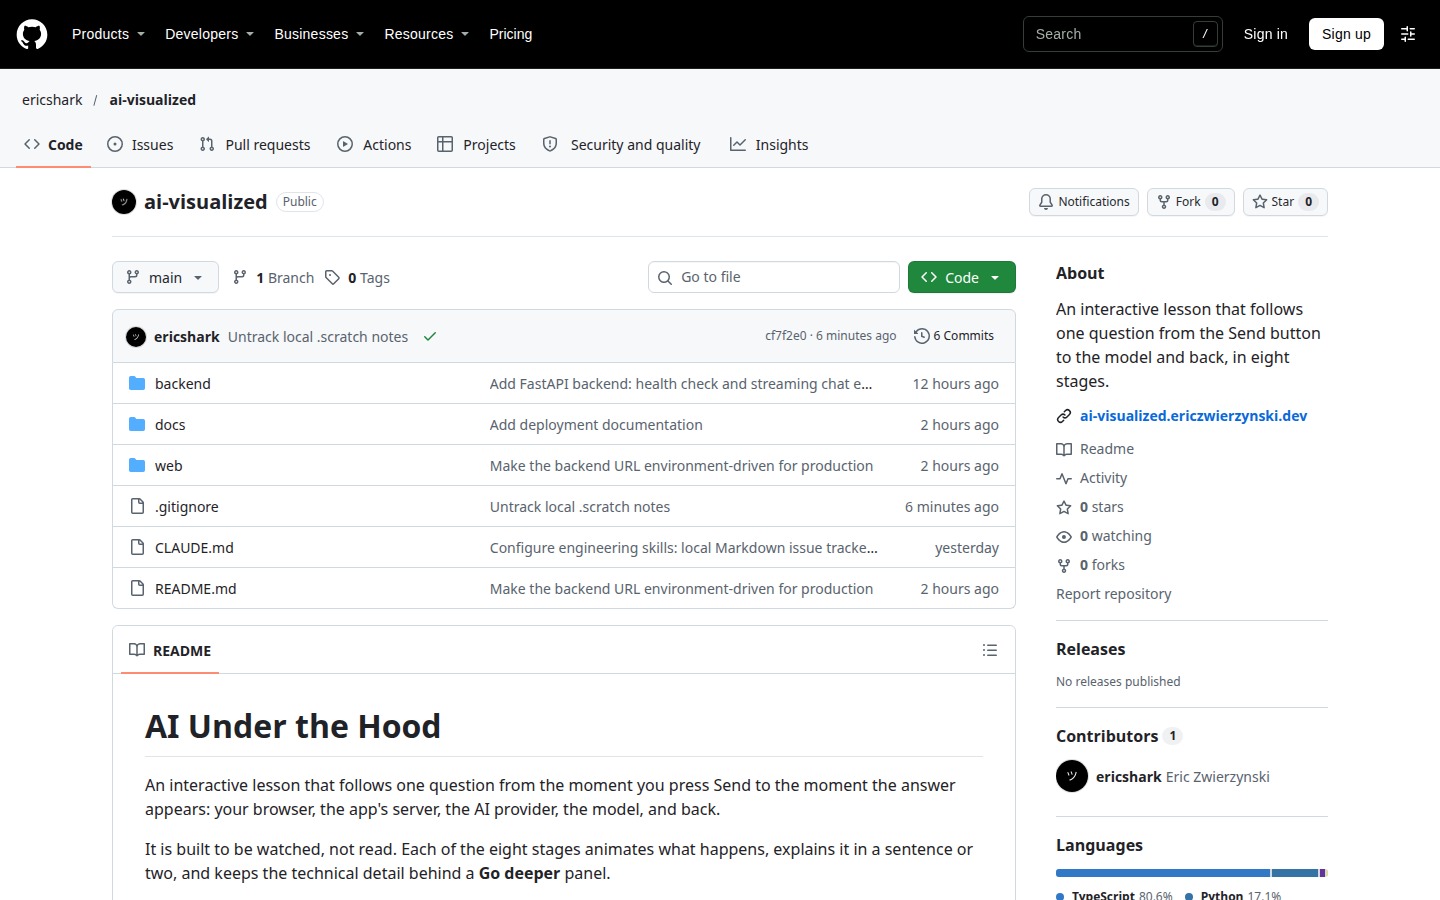 Products Developers Businesses Resources Pricing Search / Sign in Sign up
ericshark / ai-visualized
Code Issues Pull requests Actions Projects Security and quality Insights
ai-visualized Public Notifications Fork 0 Star 0
main 1 Branch 0 Tags Go to file Code
ericshark Untrack local .scratch notes cf7f2e0 · 6 minutes ago 6 Commits
backend Add FastAPI backend: health check and streaming chat e... 12 hours ago
docs Add deployment documentation 2 hours ago
web Make the backend URL environment-driven for production 2 hours ago
.gitignore Untrack local .scratch notes 6 minutes ago
CLAUDE.md Configure engineering skills: local Markdown issue tracke... yesterday
README.md Make the backend URL environment-driven for production 2 hours ago
README
AI Under the Hood
An interactive lesson that follows one question from the moment you press Send to the moment the answer
appears: your browser, the app's server, the AI provider, the model, and back.
It is built to be watched, not read. Each of the eight stages animates what happens, explains it in a sentence or
two, and keeps the technical detail behind a Go deeper panel.
About
An interactive lesson that follows
one question from the Send button
to the model and back, in eight
stages.
ai-visualized.ericzwierzynski.dev
Readme
Activity
0 stars
0 watching
0 forks
Report repository
Releases
No releases published
Contributors 1
ericshark Eric Zwierzynski
Languages
TypeScript 80.6% Python 17.1%